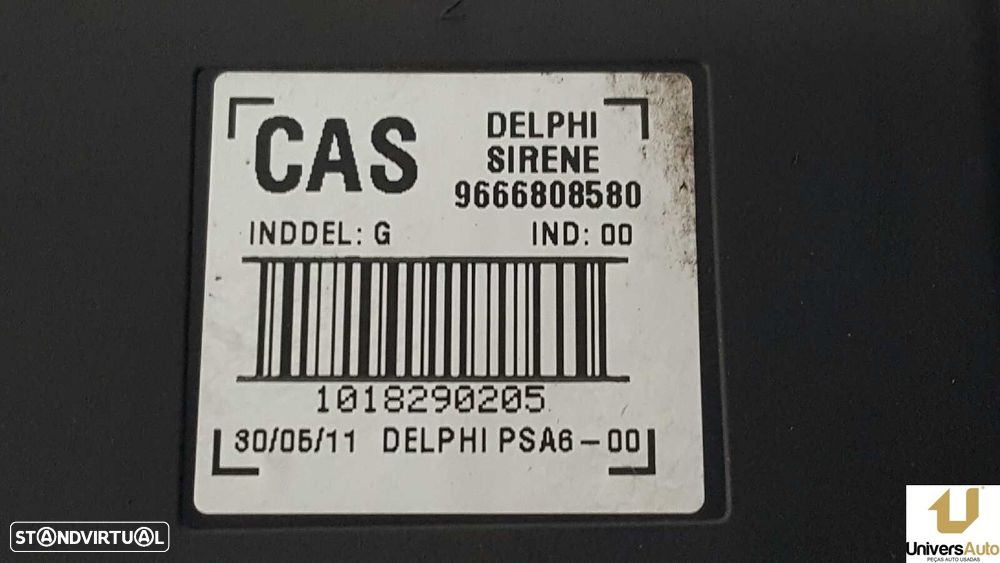 CAS
DELPHI
SIRENE
9666808580
INDDEL: G IND: 00
1018290205
30/05/11 DELPHI PSA6-00
STANDVIRTUAL
UniversAuto
PEÇAS AUTO USADAS